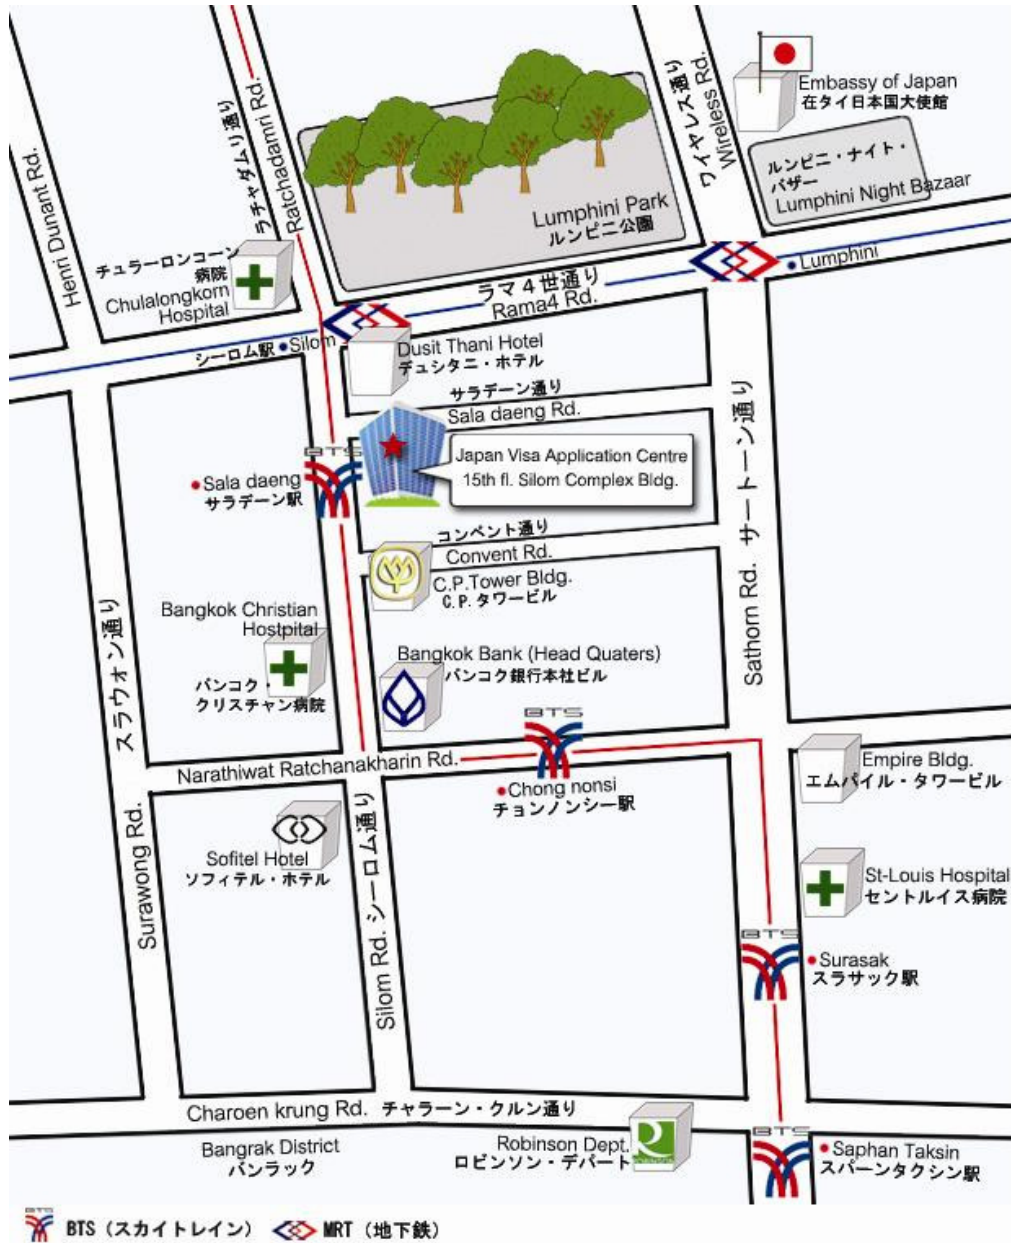 Henri Dunant Rd.
ラチャダムリ通り
Ratchadamri Rd.
ワイヤレス通り
Wireless Rd.
Embassy of Japan
在タイ日本国大使館
ルンピニ・ナイト・
バザー
Lumphini Night Bazaar
Lumphini Park
ルンピニ公園
チュラーロンコーン
病院
Chulalongkorn
Hospital
Lumphini
ラマ4世通り
Rama4 Rd.
シーロム駅
Silom
Dusit Thani Hotel
デュシタニ・ホテル
サラデーン通り
Sala daeng Rd.
BTS
Sala daeng
サラデーン駅
Japan Visa Application Centre
15th fl. Silom Complex Bldg.
サートーン通り
Sathorn Rd.
コンベント通り
Convent Rd.
C.P.Tower Bldg.
C.P. タワービル
スラウォン通り
Surawong Rd.
Bangkok Christian
Hostpital
バンコク・
クリスチャン病院
Bangkok Bank (Head Quaters)
バンコク銀行本社ビル
BTS
Narathiwat Ratchanakharin Rd.
Chong nonsi
チョンノンシー駅
Empire Bldg.
エムパイル・タワービル
Sofitel Hotel
ソフィテル・ホテル
シーロム通り
Silom Rd.
St-Louis Hospital
セントルイス病院
BTS
Surasak
スラサック駅
Charoen krung Rd. チャラーン・クルン通り
Bangrak District
バンラック
Robinson Dept.
ロビンソン・デパート
R
ROBINSON
BTS
Saphan Taksin
スパーンタクシン駅
BTS
BTS (スカイトレイン)
MRT (地下鉄)